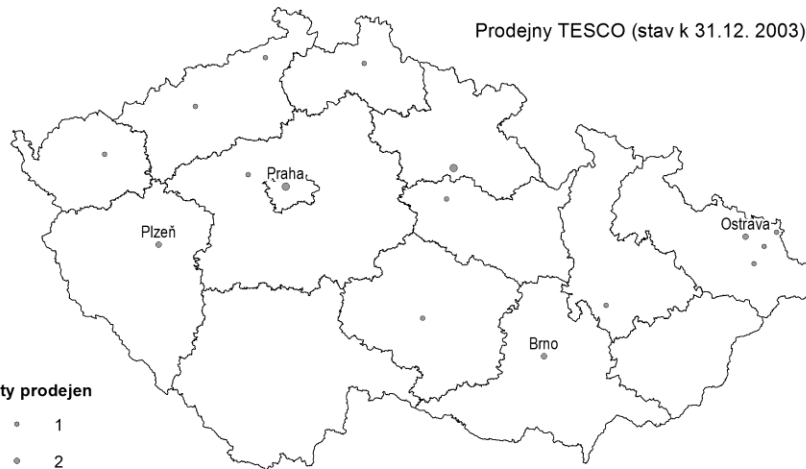 Prodejny TESCO (stav k 31.12. 2003)
Praha
Plzeň
Ostrava
Brno
ty prodejen
1
2